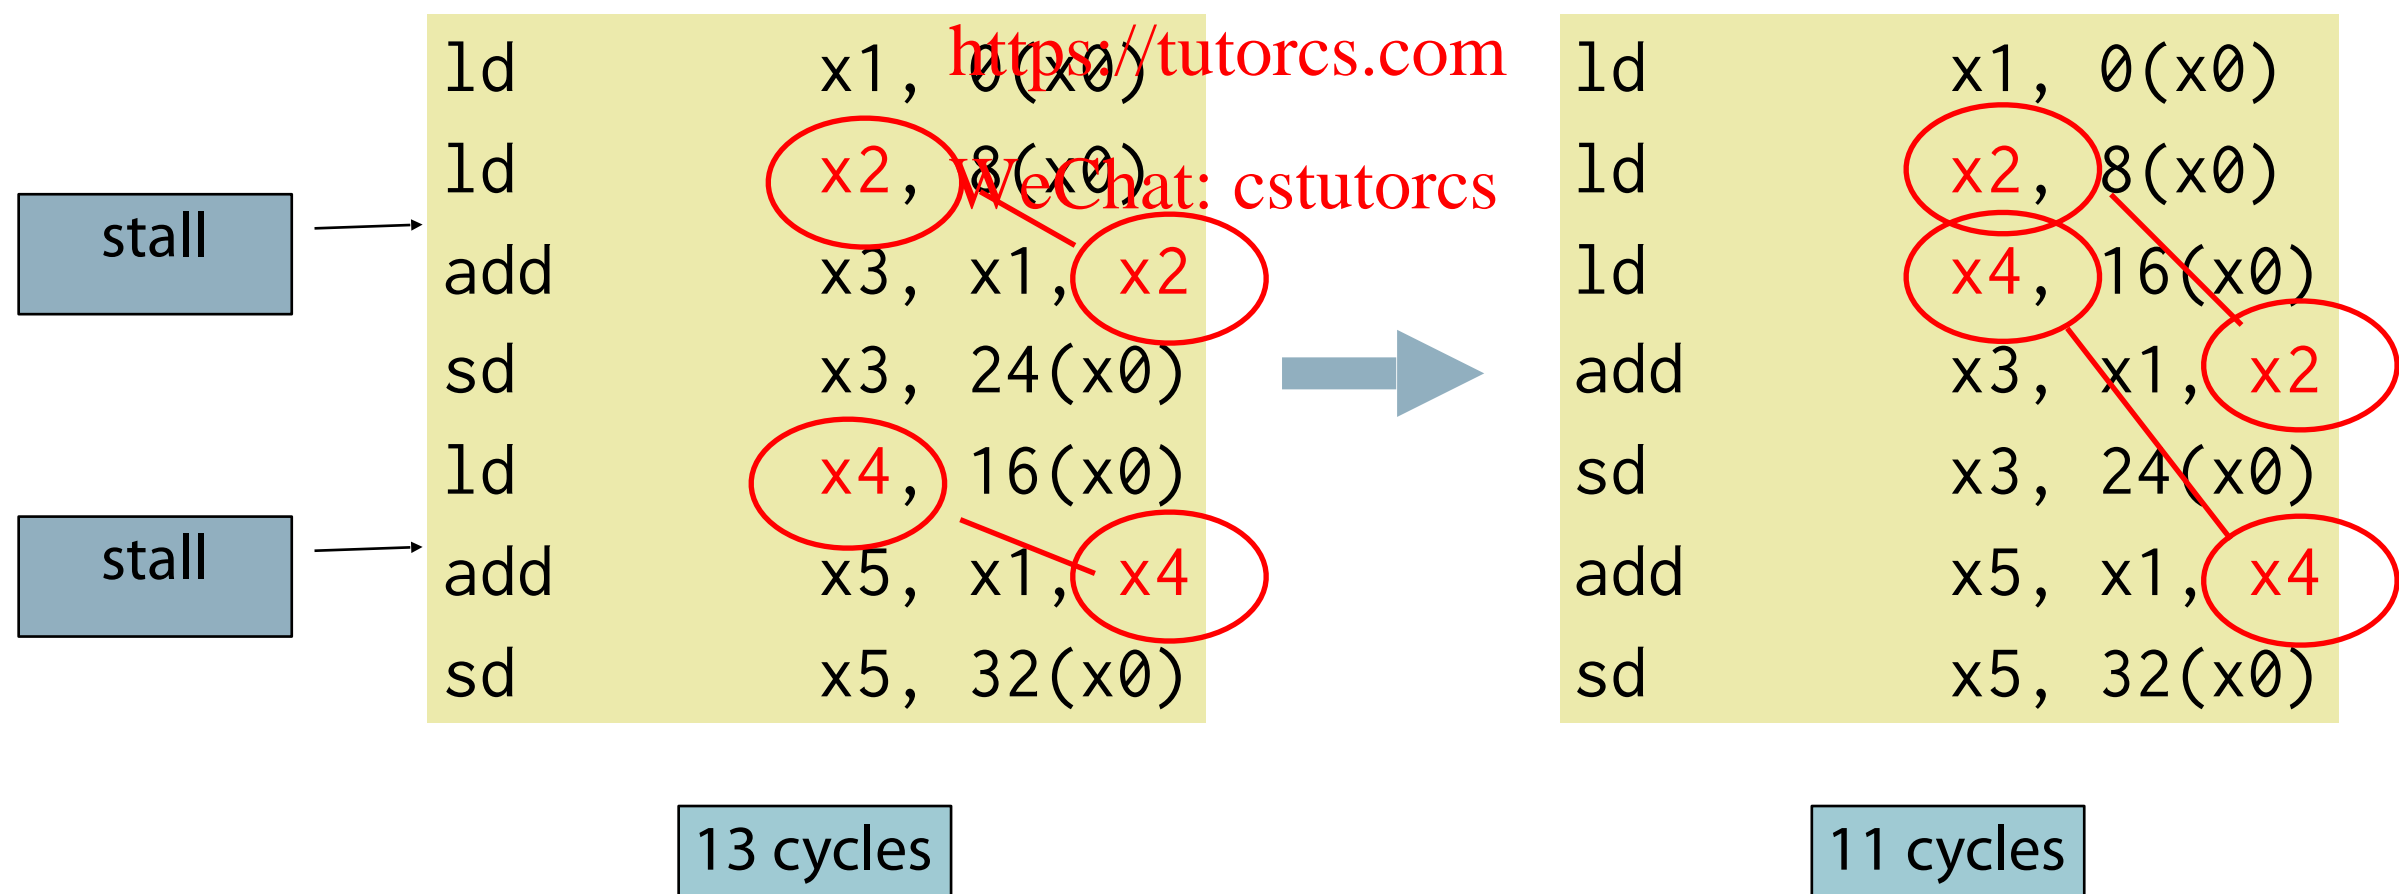 ld x1, 0(x0)
ld x2, 8(x0)
add x3, x1, x2
sd x3, 24(x0)
ld x4, 16(x0)
add x5, x1, x4
sd x5, 32(x0)
stall
stall
13 cycles
https://tutorcs.com
WeChat: cstutorcs
ld x1, 0(x0)
ld x2, 8(x0)
ld x4, 16(x0)
add x3, x1, x2
sd x3, 24(x0)
add x5, x1, x4
sd x5, 32(x0)
11 cycles